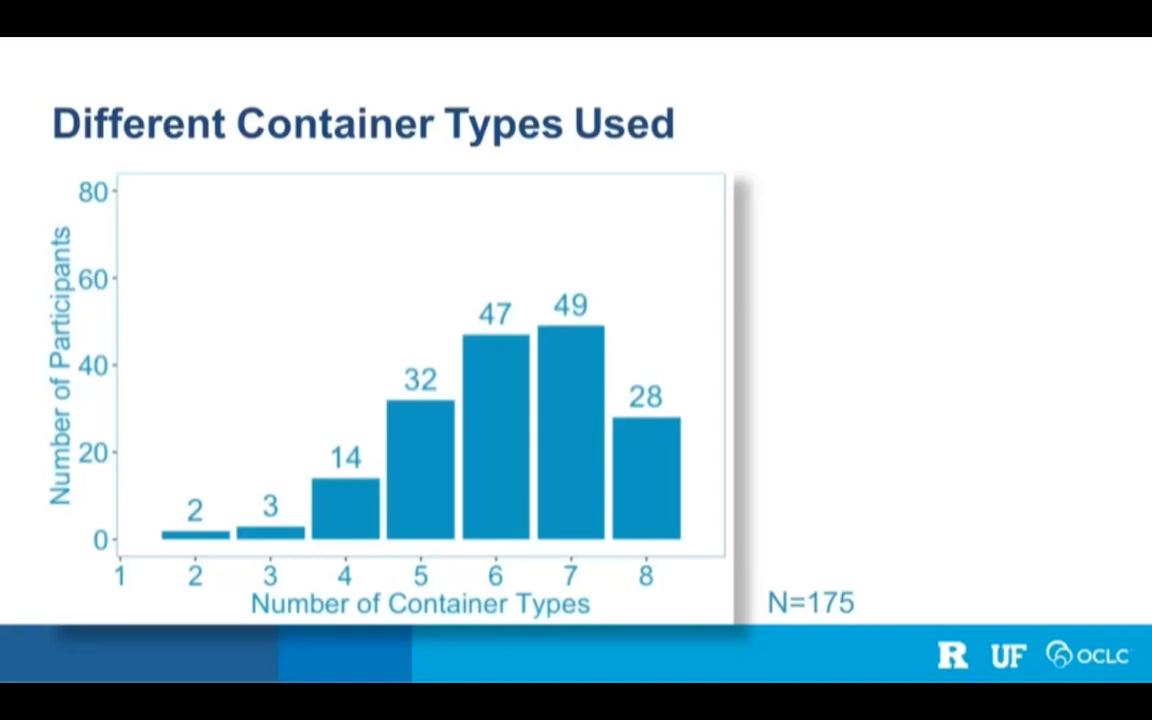 Different Container Types Used
80
60
40
20
0
Number of Participants
2
3
14
32
47
49
28
1 2 3 4 5 6 7 8
Number of Container Types
N=175
R UF OCLC